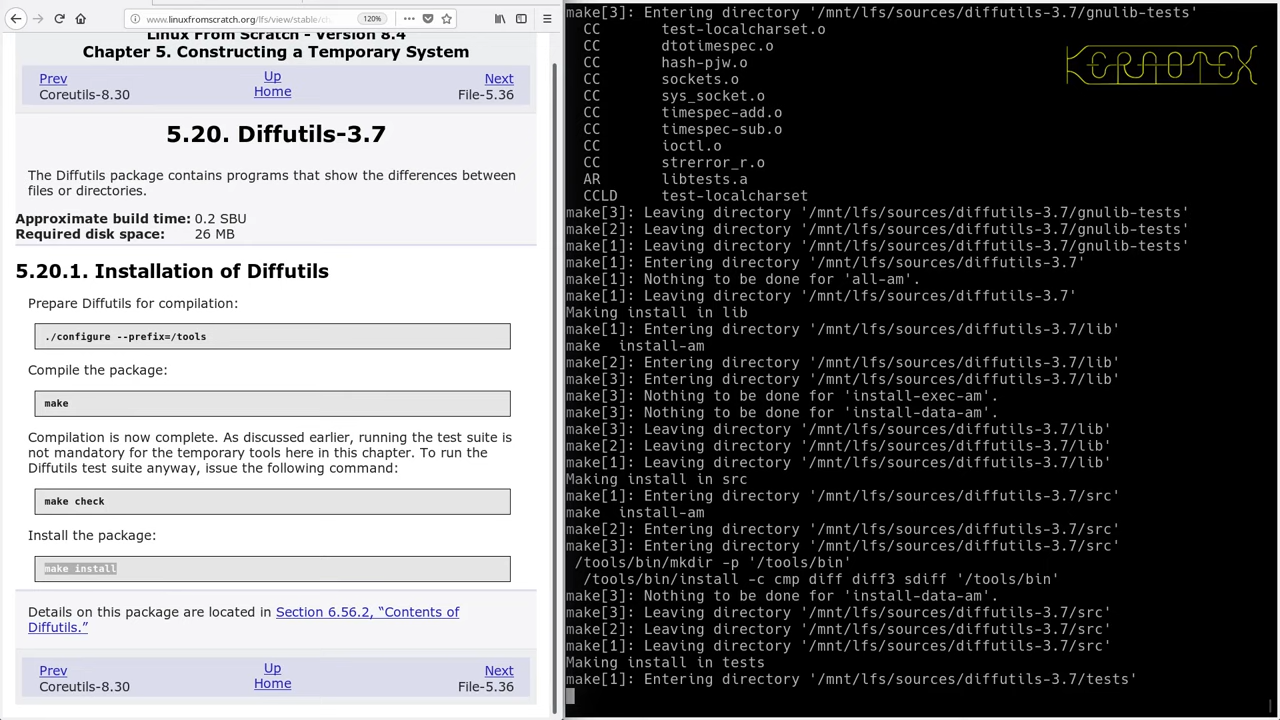 www.linuxfromscratch.org/lfs/view/stable/ch
120%
Linux From Scratch - Version 8.4
Chapter 5. Constructing a Temporary System
Prev
Up
Next
Coreutils-8.30
Home
File-5.36
5.20. Diffutils-3.7
The Diffutils package contains programs that show the differences between
files or directories.
Approximate build time: 0.2 SBU
Required disk space: 26 MB
5.20.1. Installation of Diffutils
Prepare Diffutils for compilation:
./configure --prefix=/tools
Compile the package:
make
Compilation is now complete. As discussed earlier, running the test suite is
not mandatory for the temporary tools here in this chapter. To run the
Diffutils test suite anyway, issue the following command:
make check
Install the package:
make install
Details on this package are located in Section 6.56.2, “Contents of
Diffutils.”
Prev
Up
Next
Coreutils-8.30
Home
File-5.36
make[3]: Entering directory '/mnt/lfs/sources/diffutils-3.7/gnulib-tests'
CC test-localcharset.o
CC dtotimespec.o
CC hash-pjw.o
CC sockets.o
CC sys_socket.o
CC timespec-add.o
CC timespec-sub.o
CC ioctl.o
CC strerror_r.o
AR libtests.a
CCLD test-localcharset
make[3]: Leaving directory '/mnt/lfs/sources/diffutils-3.7/gnulib-tests'
make[2]: Leaving directory '/mnt/lfs/sources/diffutils-3.7/gnulib-tests'
make[1]: Leaving directory '/mnt/lfs/sources/diffutils-3.7/gnulib-tests'
make[1]: Entering directory '/mnt/lfs/sources/diffutils-3.7'
make[1]: Nothing to be done for 'all-am'.
make[1]: Leaving directory '/mnt/lfs/sources/diffutils-3.7'
Making install in lib
make[1]: Entering directory '/mnt/lfs/sources/diffutils-3.7/lib'
make  install-am
make[2]: Entering directory '/mnt/lfs/sources/diffutils-3.7/lib'
make[3]: Entering directory '/mnt/lfs/sources/diffutils-3.7/lib'
make[3]: Nothing to be done for 'install-exec-am'.
make[3]: Nothing to be done for 'install-data-am'.
make[3]: Leaving directory '/mnt/lfs/sources/diffutils-3.7/lib'
make[2]: Leaving directory '/mnt/lfs/sources/diffutils-3.7/lib'
make[1]: Leaving directory '/mnt/lfs/sources/diffutils-3.7/lib'
Making install in src
make[1]: Entering directory '/mnt/lfs/sources/diffutils-3.7/src'
make  install-am
make[2]: Entering directory '/mnt/lfs/sources/diffutils-3.7/src'
make[3]: Entering directory '/mnt/lfs/sources/diffutils-3.7/src'
/tools/bin/mkdir -p '/tools/bin'
/tools/bin/install -c cmp diff diff3 sdiff '/tools/bin'
make[3]: Nothing to be done for 'install-data-am'.
make[3]: Leaving directory '/mnt/lfs/sources/diffutils-3.7/src'
make[2]: Leaving directory '/mnt/lfs/sources/diffutils-3.7/src'
make[1]: Leaving directory '/mnt/lfs/sources/diffutils-3.7/src'
Making install in tests
make[1]: Entering directory '/mnt/lfs/sources/diffutils-3.7/tests'